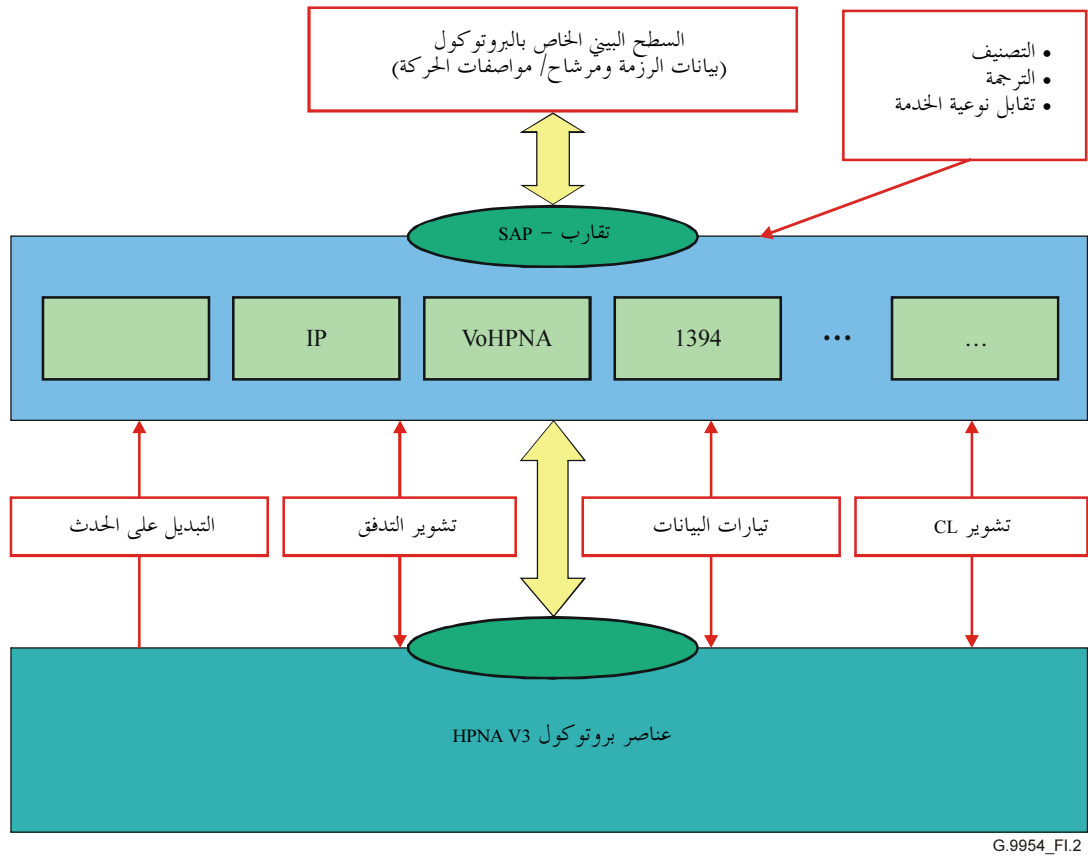 السطح البيني الخاص بالبروتوكول
(بيانات الرزمة ومرشاح/ مواصفات الحركة)
• التصنيف
• الترجمة
• تقابل نوعية الخدمة
تقارب – SAP
IP
VoHPNA
1394
...
...
التبديل على الحدث
تشوير التدفق
تيارات البيانات
تشوير CL
عناصر بروتوكول HPNA V3
G.9954_FI.2